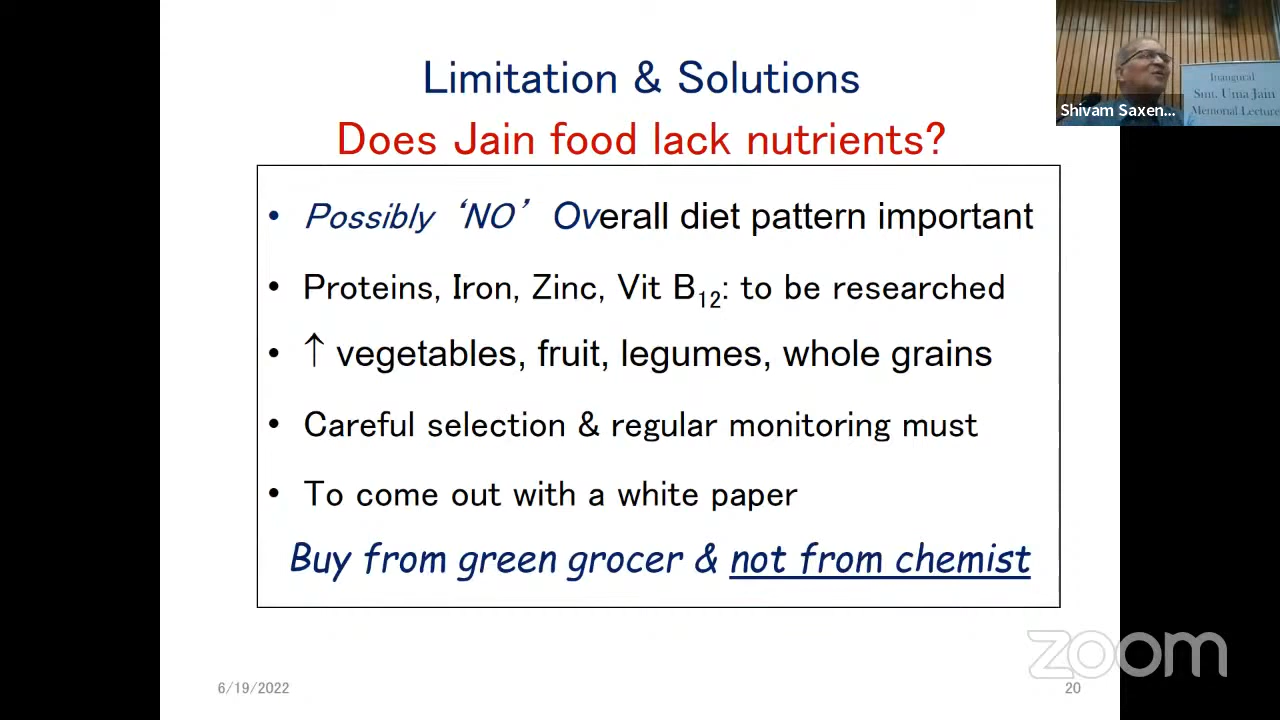 Limitation & Solutions
Does Jain food lack nutrients?
• Possibly ‘NO’ Overall diet pattern important
• Proteins, Iron, Zinc, Vit B12: to be researched
• ↑ vegetables, fruit, legumes, whole grains
• Careful selection & regular monitoring must
• To come out with a white paper
Buy from green grocer & not from chemist
6/19/2022
20
Inaugural
Smt. Uma Jain
Memorial Lecture
Shivam Saxen...
zoom